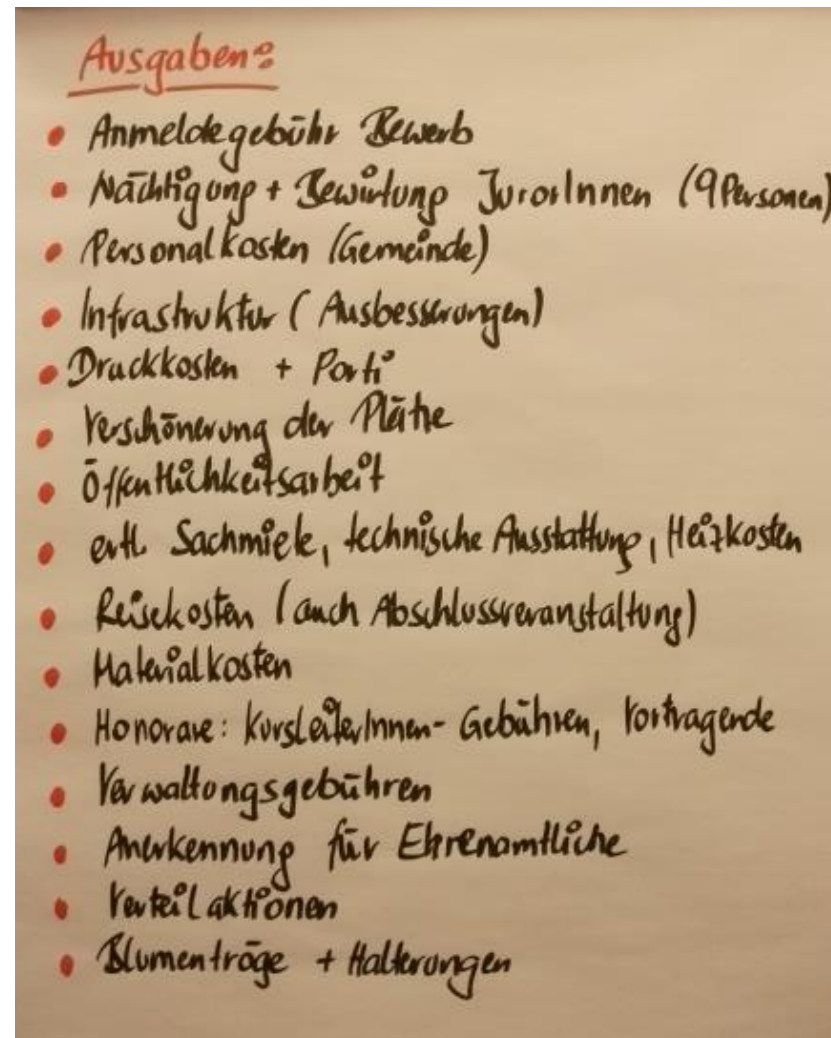 Ausgaben:
• Anmeldegebühr Bewerb
• Nächtigung + Bewirtung JurorInnen (9 Personen)
• Personalkosten (Gemeinde)
• Infrastruktur (Ausbesserungen)
• Druckkosten + Porti
• Verschönerung der Plätze
• Öffentlichkeitsarbeit
• evtl. Sachmiete, technische Ausstattung, Heizkosten
• Reisekosten (auch Abschlussveranstaltung)
• Materialkosten
• Honorare: KursleiterInnen-Gebühren, Vortragende
• Verwaltungsgebühren
• Anerkennung für Ehrenamtliche
• Verteilaktionen
• Blumentröge + Halterungen